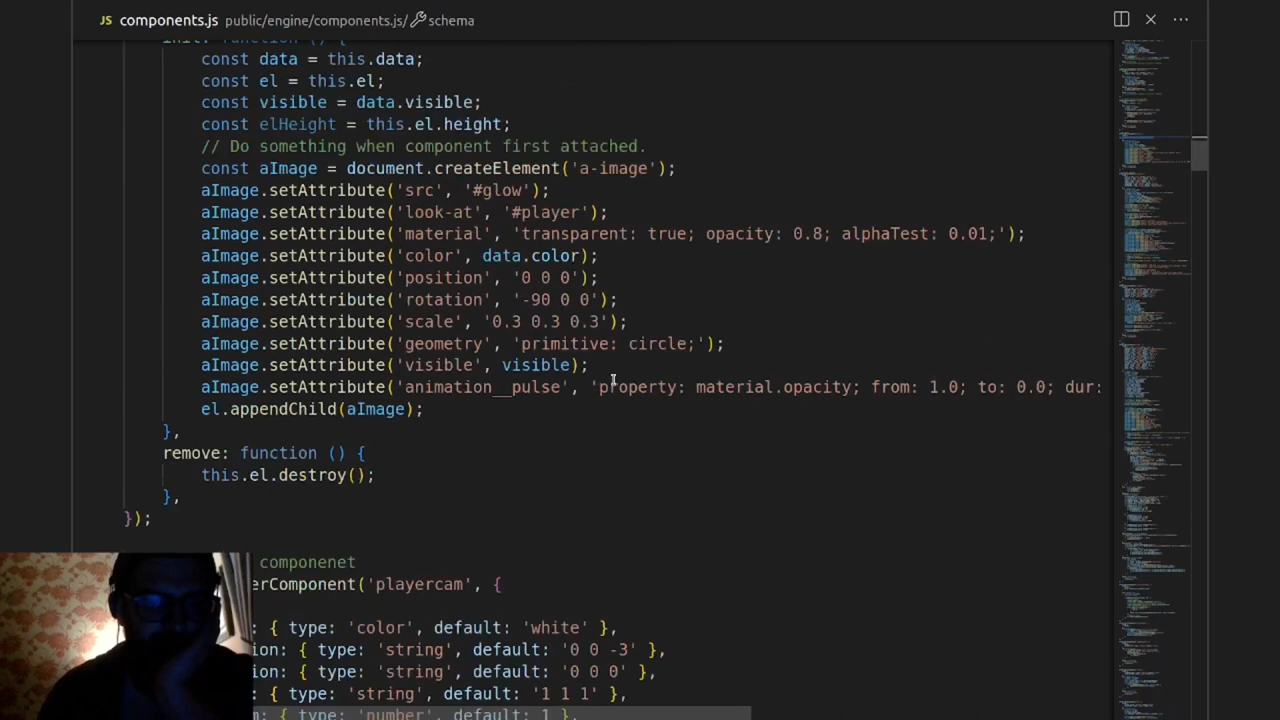 JS components.js public/engine/components.js/ schema
init: function () {
const data = this.data;
const el = this.el;
const visible = data.visible;
const elHeight = this.el.height;
// Do something when component first attached.
const aImage = document.createElement('a-image');
aImage.setAttribute('src', '#glow');
aImage.setAttribute('look-at', '#player');
aImage.setAttribute('material', 'transparent: true; opacity: 0.8; alphaTest: 0.01;');
aImage.setAttribute('color', data.color);
aImage.setAttribute('position', '0 0 0');
aImage.setAttribute('rotation', '-90 0 0');
aImage.setAttribute('scale', '0.3 0.3 0.3');
aImage.setAttribute('geometry', 'primitive: circle;');
aImage.setAttribute('visible', visible);
aImage.setAttribute('animation__pulse', 'property: material.opacity; from: 1.0; to: 0.0; dur:
el.appendChild(aImage);
},
remove: function () {
this.el.destroy();
},
});
componenet
rComponent('player', {
{ type: 'color', default: 'white' },
ion: { type: 'string', default: '0 0 -3' },
n: { type: 'string', default: '0 0 0' },
{ type: 'string', default: '1 1 1' }
n: { type: 'number', default: 1 },